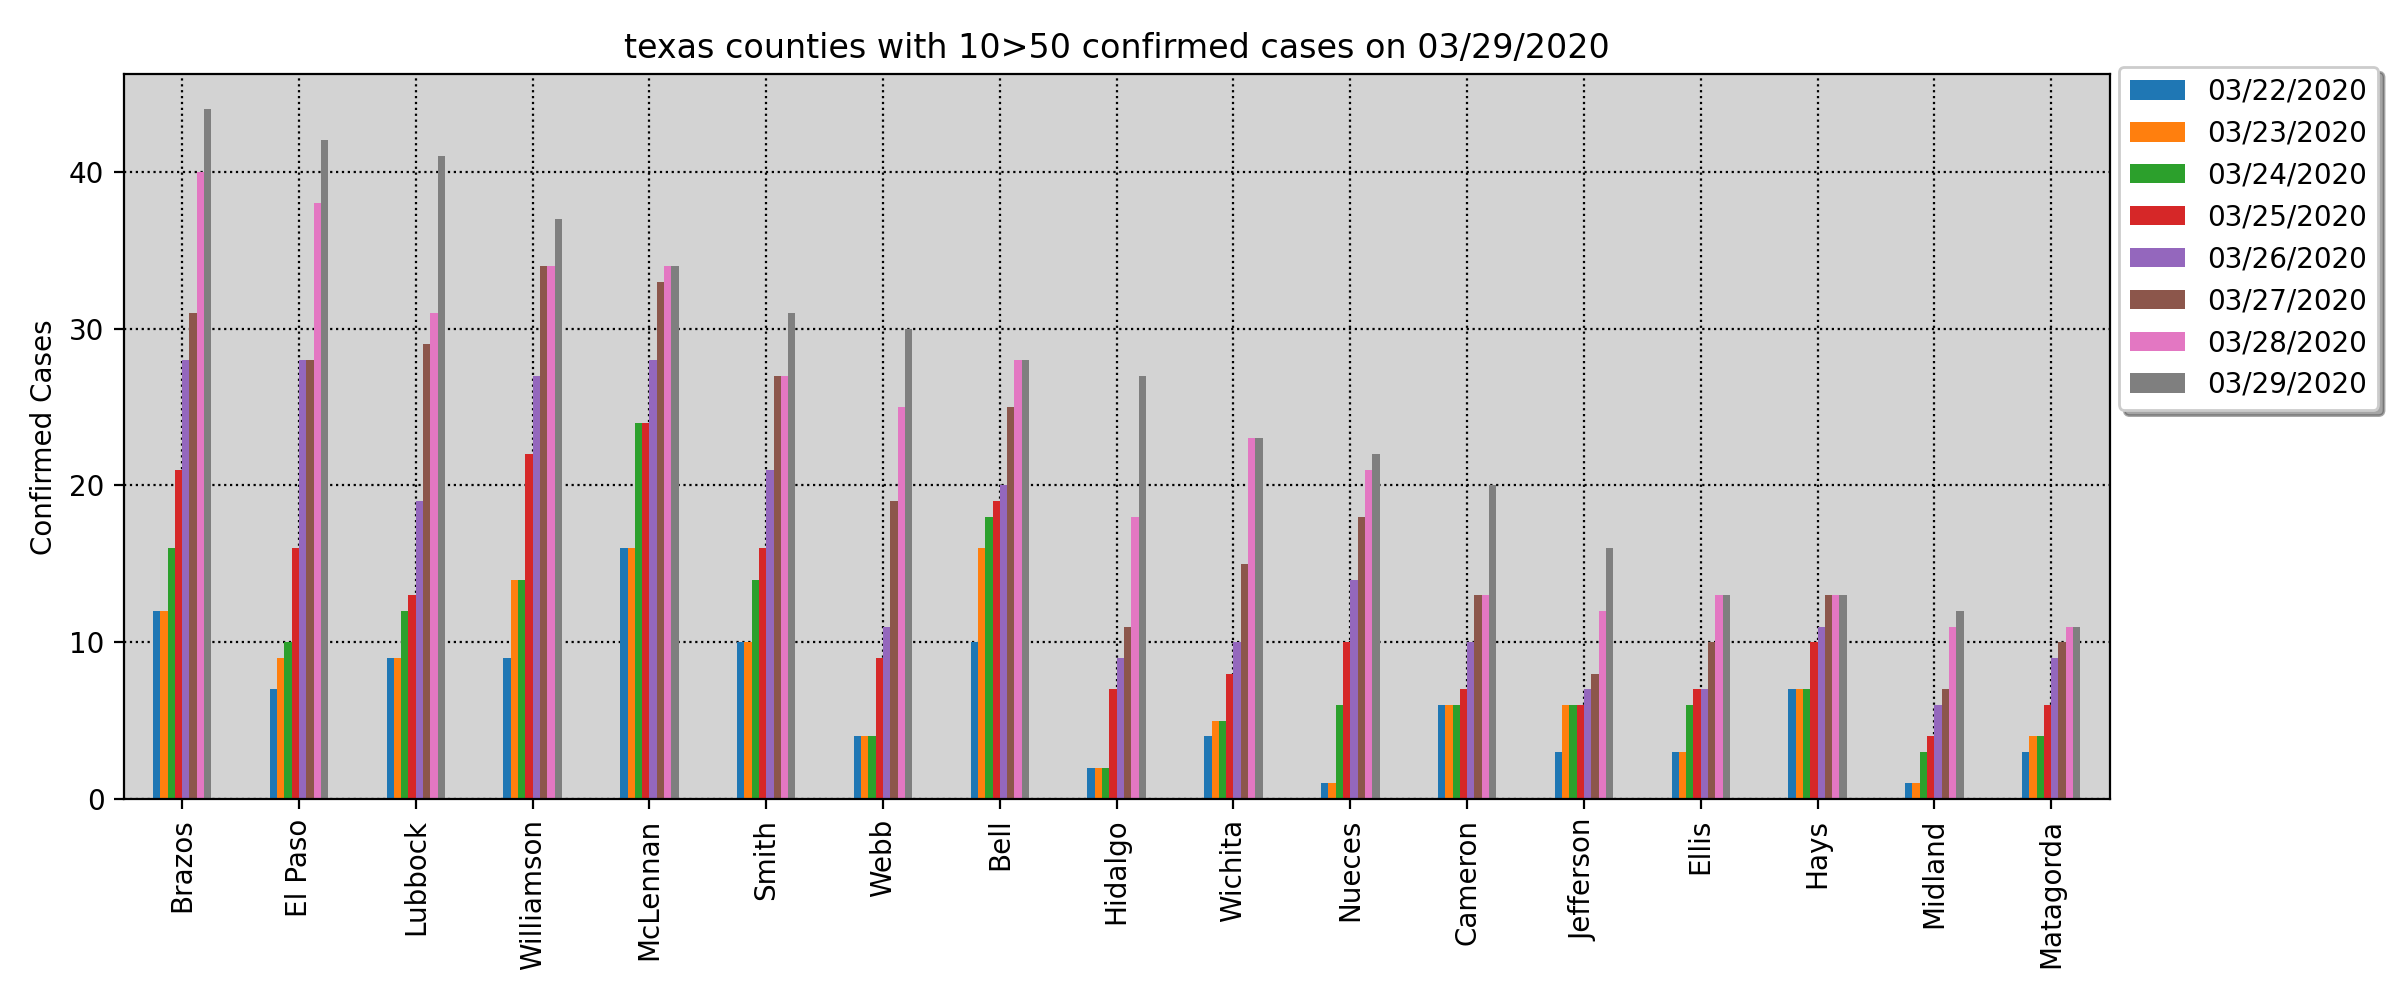 texas counties with 10>50 confirmed cases on 03/29/2020
03/22/2020
03/23/2020
03/24/2020
03/25/2020
03/26/2020
03/27/2020
03/28/2020
03/29/2020
Confirmed Cases
40
30
20
10
0
Brazos
El Paso
Lubbock
Williamson
McLennan
Smith
Webb
Bell
Hidalgo
Wichita
Nueces
Cameron
Jefferson
Ellis
Hays
Midland
Matagorda